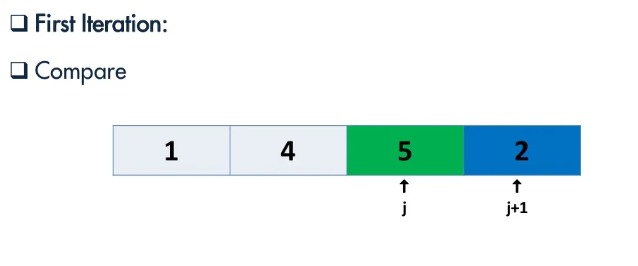 ❑ First Iteration:
❑ Compare
1 4 5 2
↑ ↑
j j+1